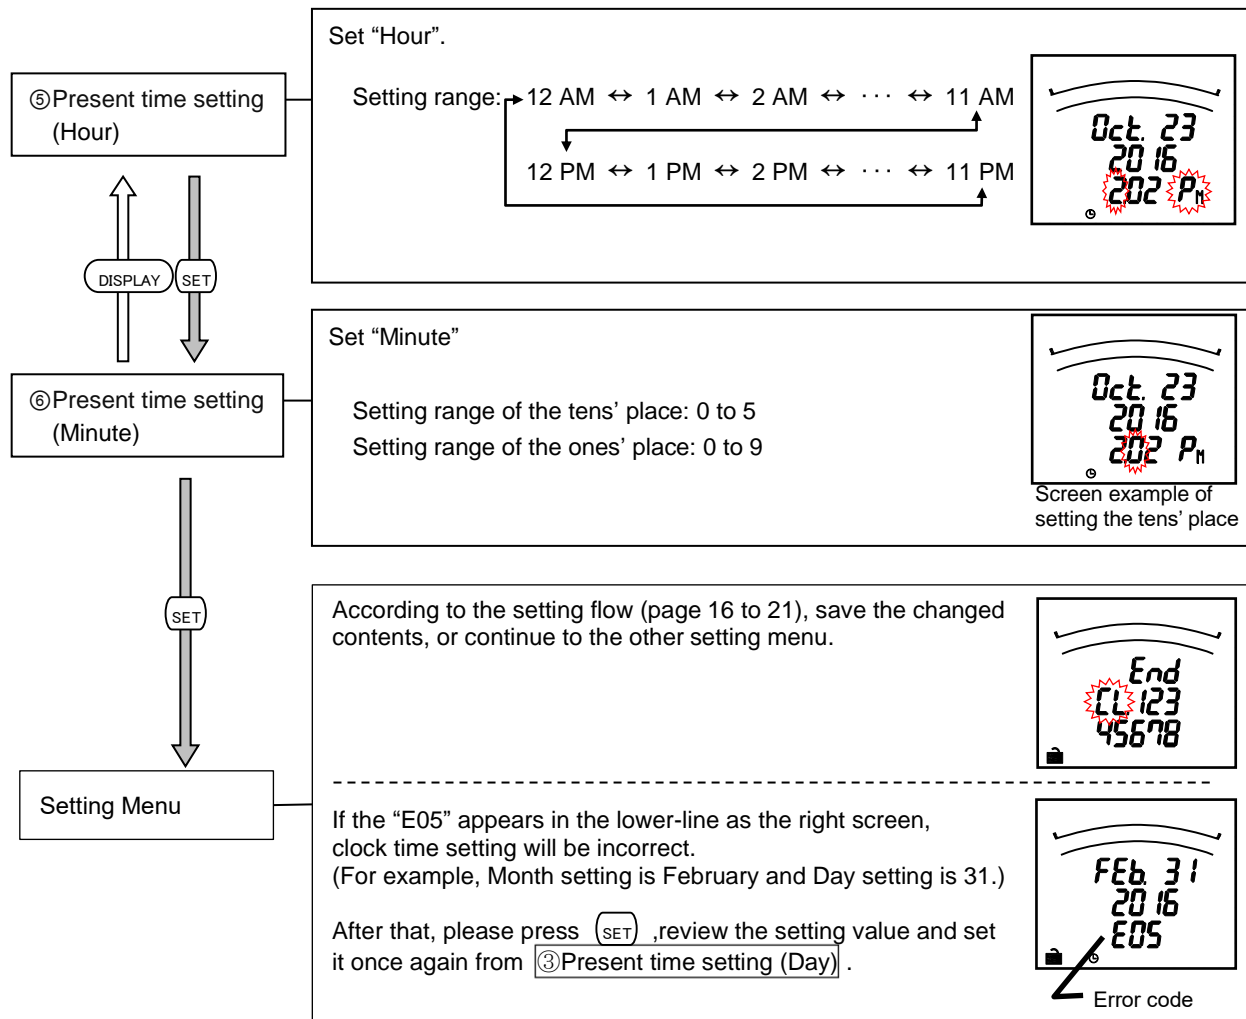 Set “Hour”.
⑤Present time setting
(Hour)
Setting range: 12 AM ↔ 1 AM ↔ 2 AM ↔ ··· ↔ 11 AM
12 PM ↔ 1 PM ↔ 2 PM ↔ ··· ↔ 11 PM
Oct. 23
2016
202 PM
DISPLAY SET
Set “Minute”
⑥Present time setting
(Minute)
Setting range of the tens’ place: 0 to 5
Setting range of the ones’ place: 0 to 9
Oct. 23
2016
202 PM
Screen example of
setting the tens’ place
SET
According to the setting flow (page 16 to 21), save the changed
contents, or continue to the other setting menu.
End
CL 123
45678
Setting Menu
If the “E05” appears in the lower-line as the right screen,
clock time setting will be incorrect.
(For example, Month setting is February and Day setting is 31.)
After that, please press SET ,review the setting value and set
it once again from ③Present time setting (Day) .
FEb. 31
2016
E05
Error code